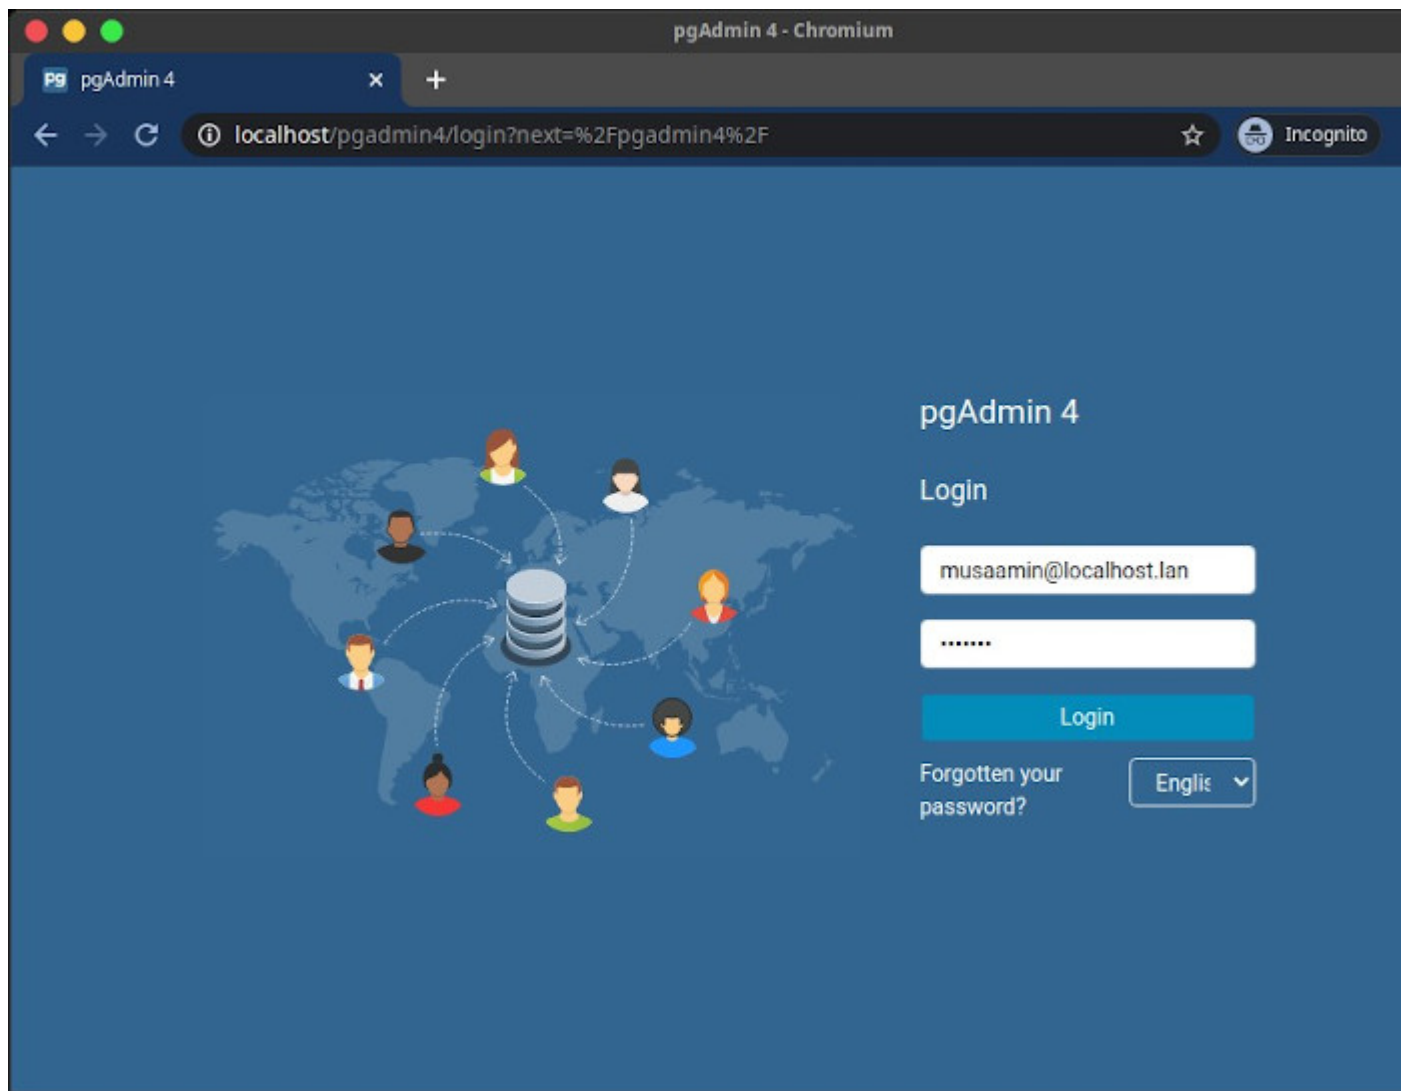 pgAdmin 4 - Chromium
Pg pgAdmin 4
localhost/pgadmin4/login?next=%2Fpgadmin4%2F
Incognito
pgAdmin 4
Login
musaamin@localhost.lan
•••••••
Login
Forgotten your
password?
Englis